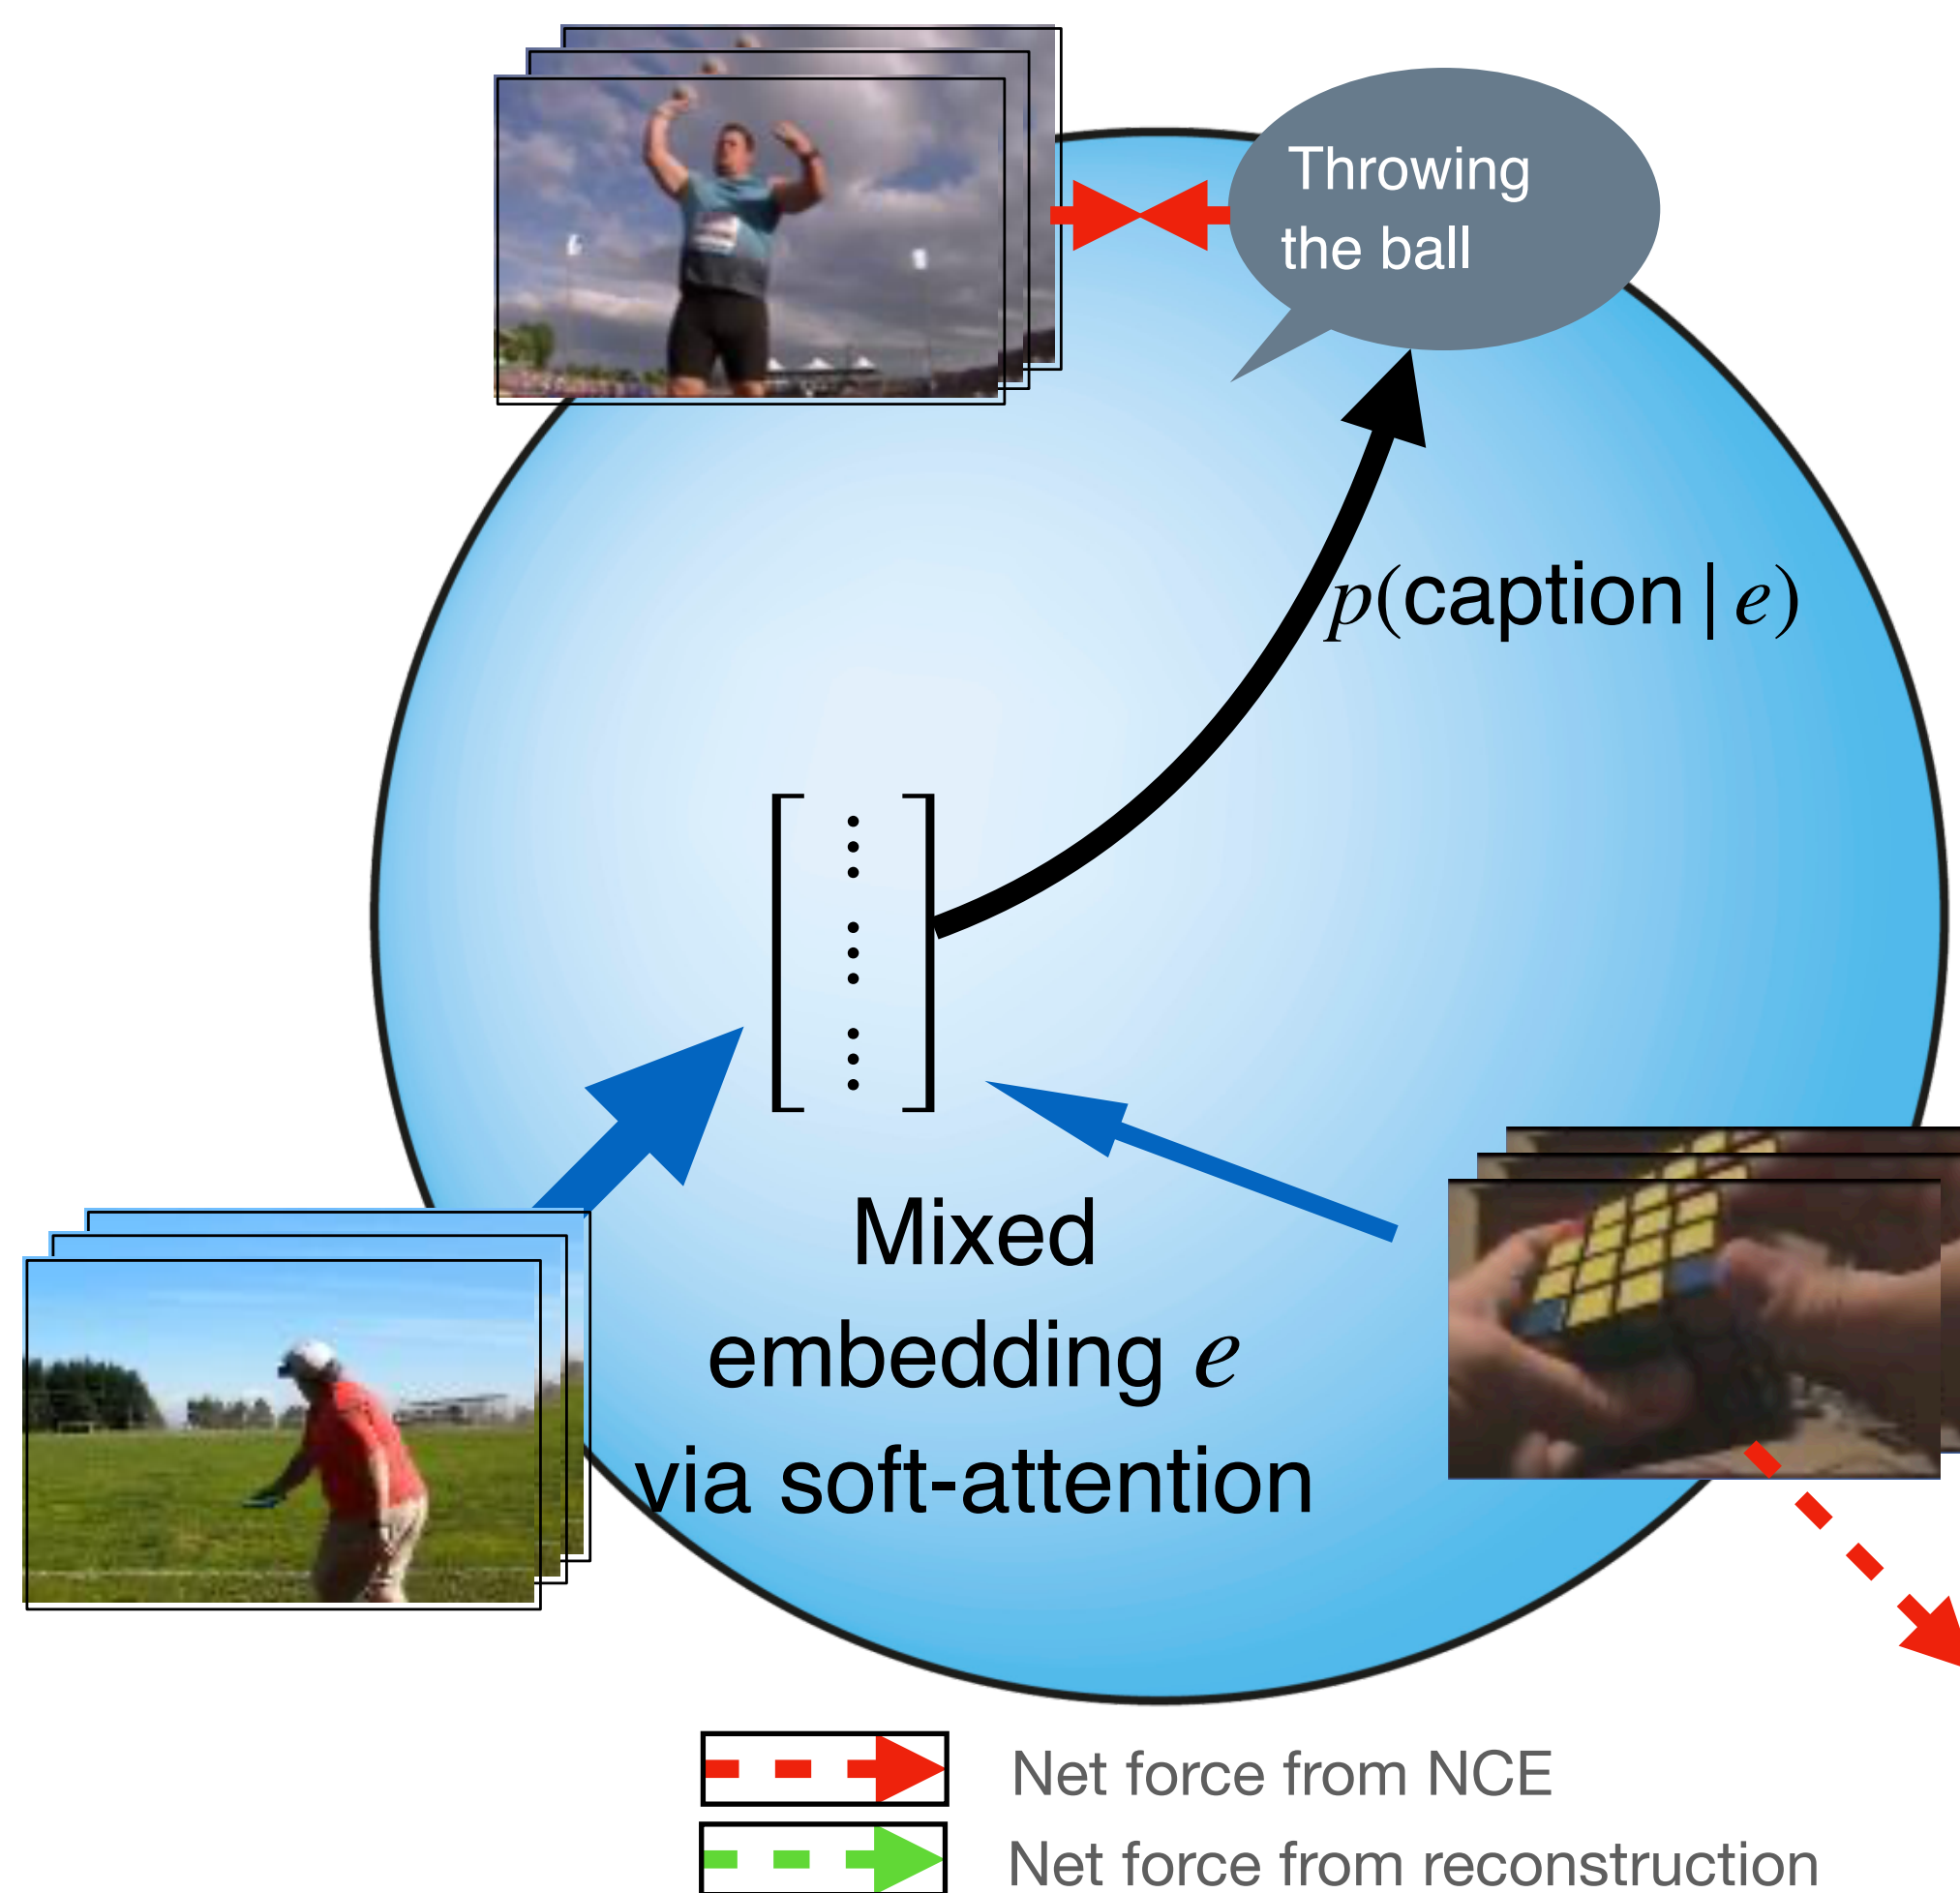 Throwing
the ball
p(caption | e)
Mixed
embedding e
via soft-attention
Net force from NCE
Net force from reconstruction